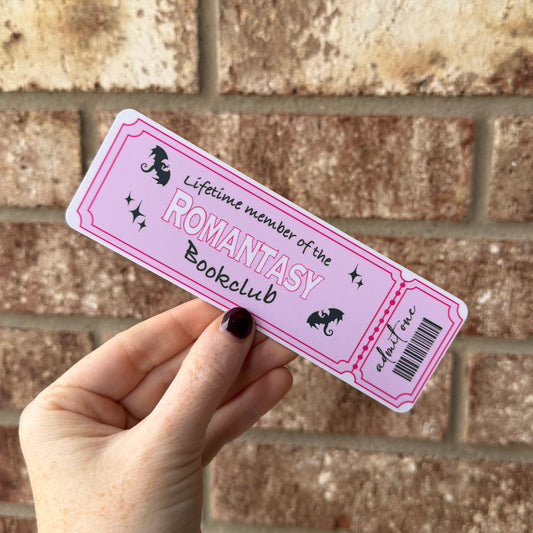 Lifetime member of the
ROMANTASY
Bookclub
admit one